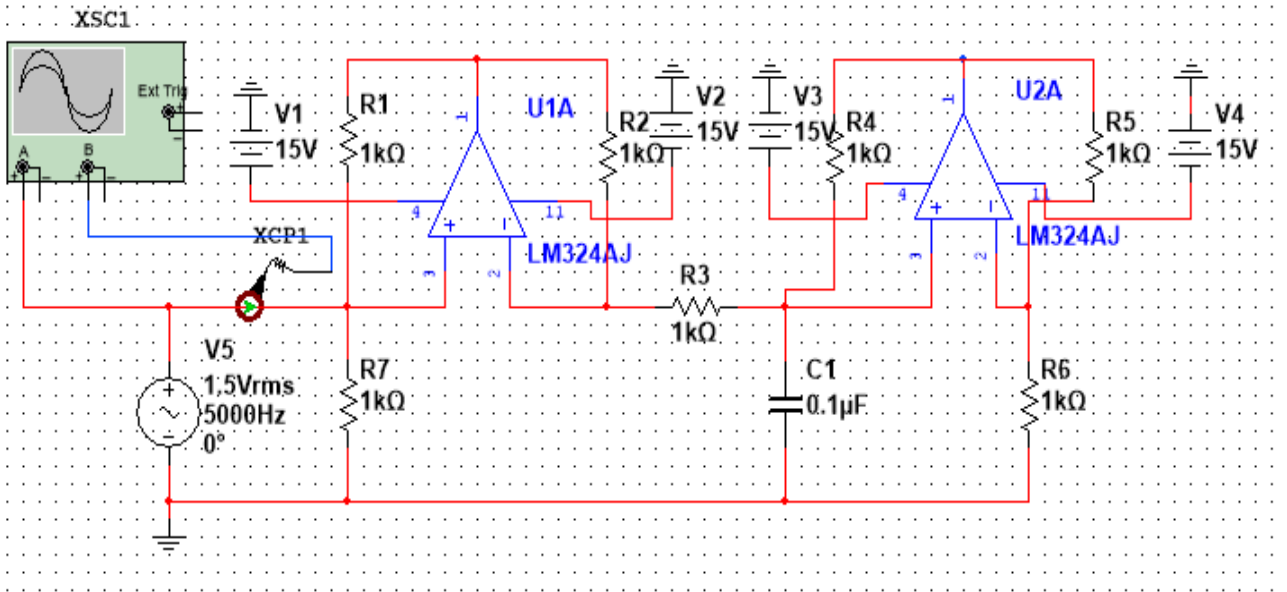 XSC1
Ext Trig
+
−
A
B
+
−
+
−
V1
15V
R1
1kΩ
1
U1A
4
11
+
−
3
2
LM324AJ
R2
1kΩ
V2
15V
V3
15V
R4
1kΩ
1
U2A
4
11
+
−
3
2
LM324AJ
R5
1kΩ
V4
15V
XCP1
R3
1kΩ
V5
1.5Vrms
5000Hz
0°
+
−
R7
1kΩ
C1
0.1µF
R6
1kΩ